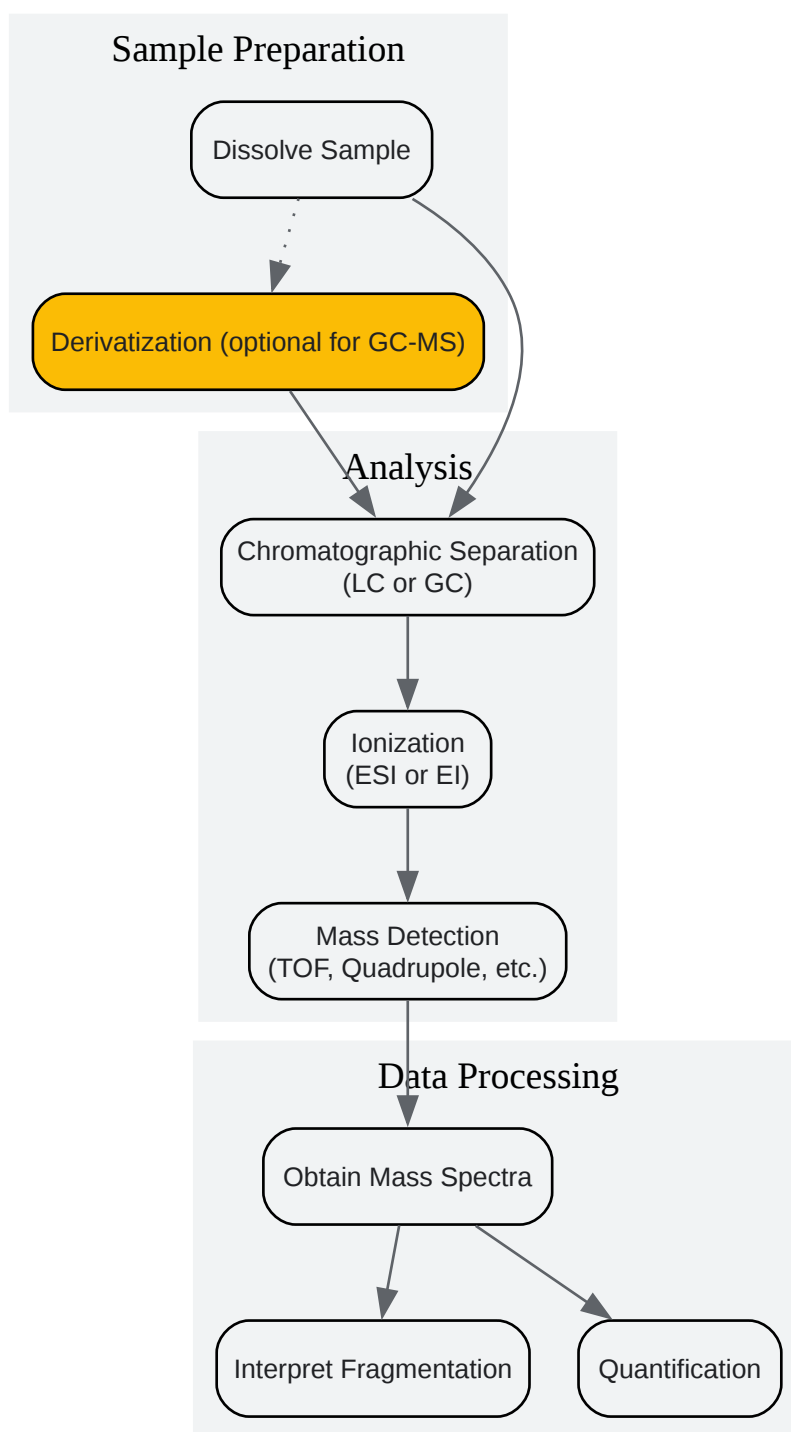 Sample Preparation
Dissolve Sample
Derivatization (optional for GC-MS)
Analysis
Chromatographic Separation
(LC or GC)
Ionization
(ESI or EI)
Mass Detection
(TOF, Quadrupole, etc.)
Data Processing
Obtain Mass Spectra
Interpret Fragmentation
Quantification